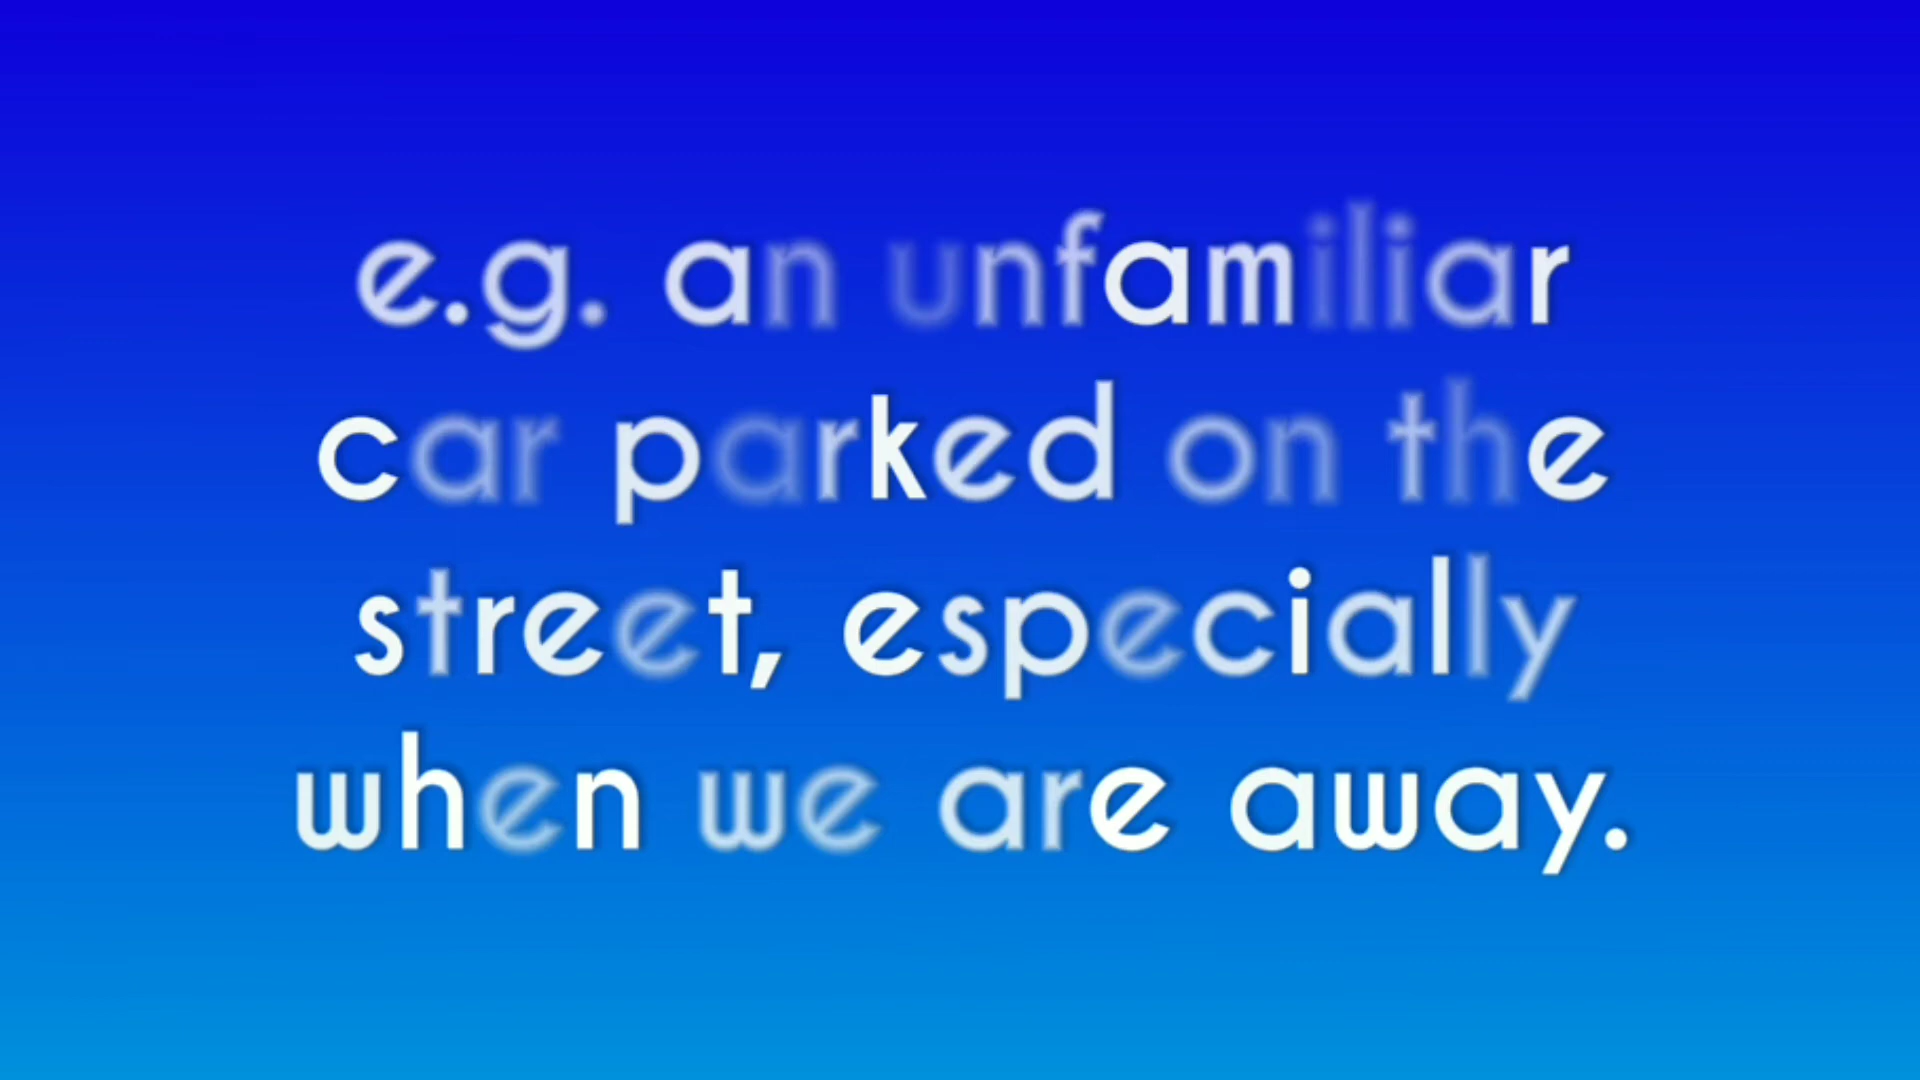 e.g. an unfamiliar
car parked on the
street, especially
when we are away.